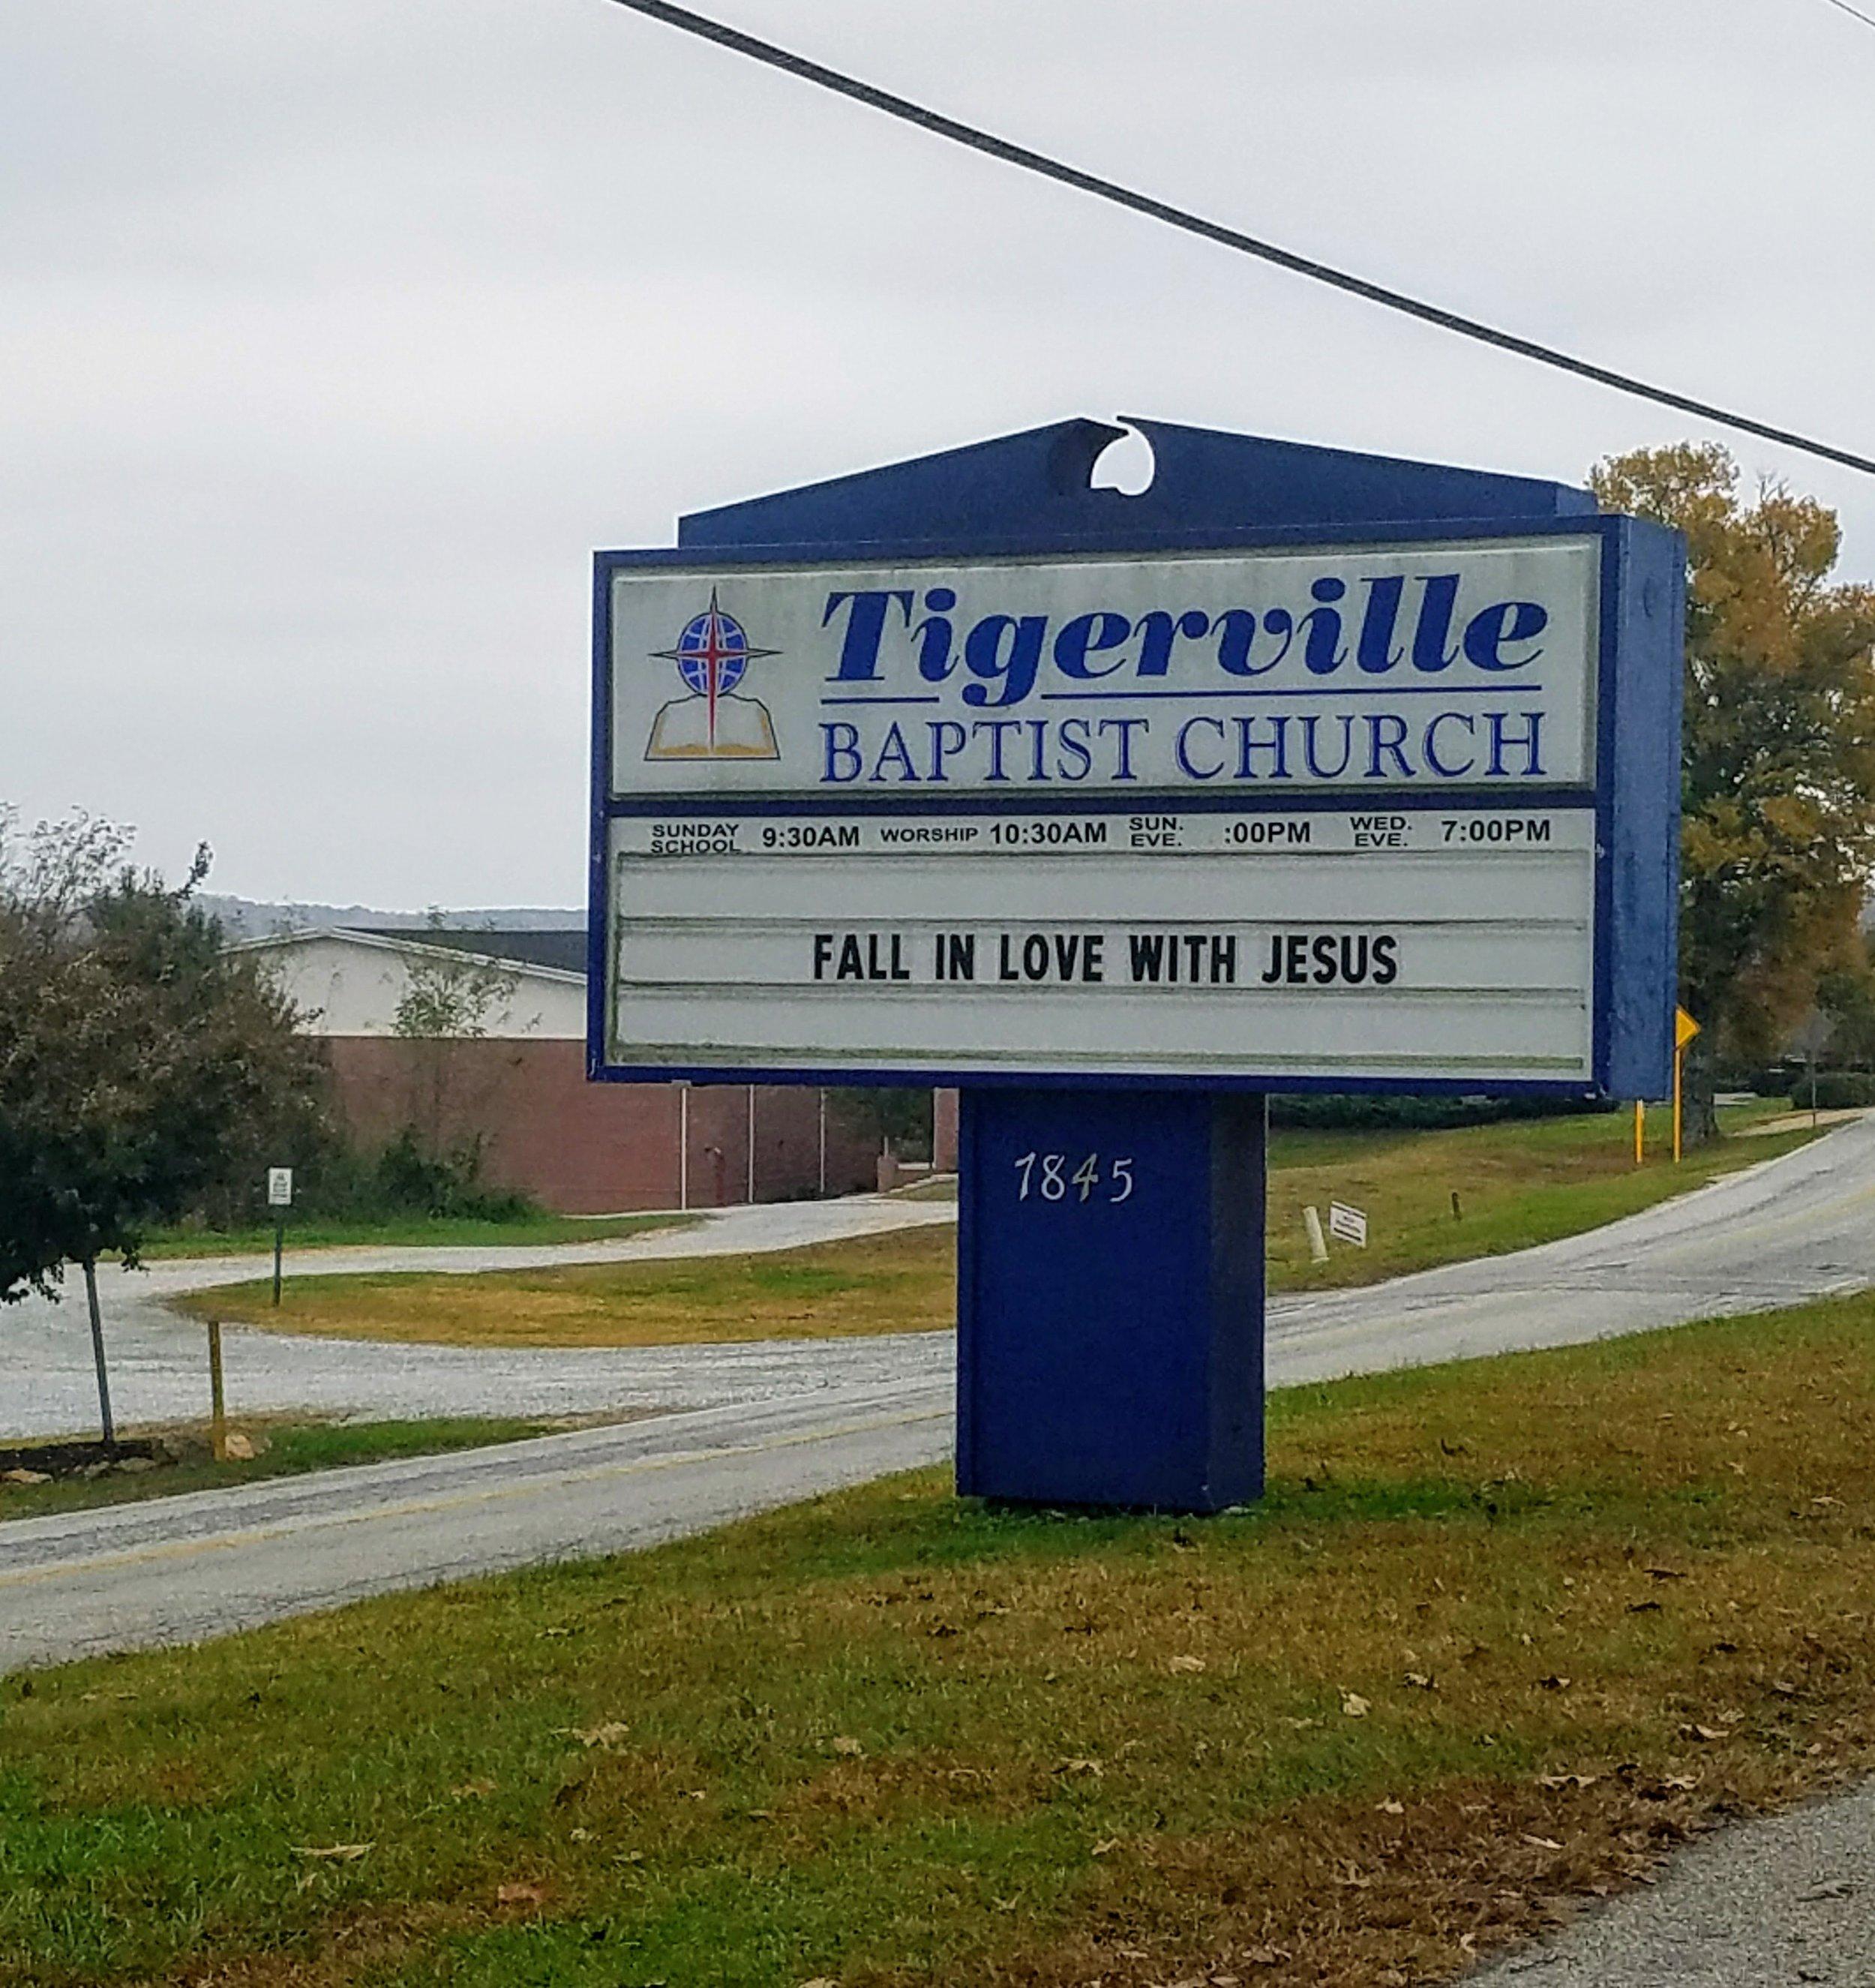 Tigerville
BAPTIST CHURCH
SUNDAY SCHOOL 9:30AM WORSHIP 10:30AM SUN. EVE. :00PM WED. EVE. 7:00PM
FALL IN LOVE WITH JESUS
1845